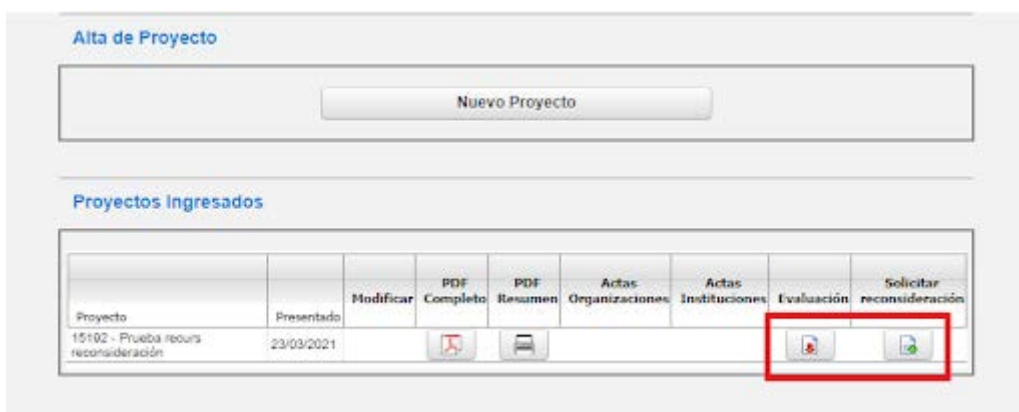 Alta de Proyecto
Nuevo Proyecto
Proyectos Ingresados
Proyecto Presentado Modificar PDF Completo PDF Resumen Actas Organizaciones Actas Instituciones Evaluación Solicitar reconsideración
15102 - Prueba recurs
reconsideración
23/03/2021